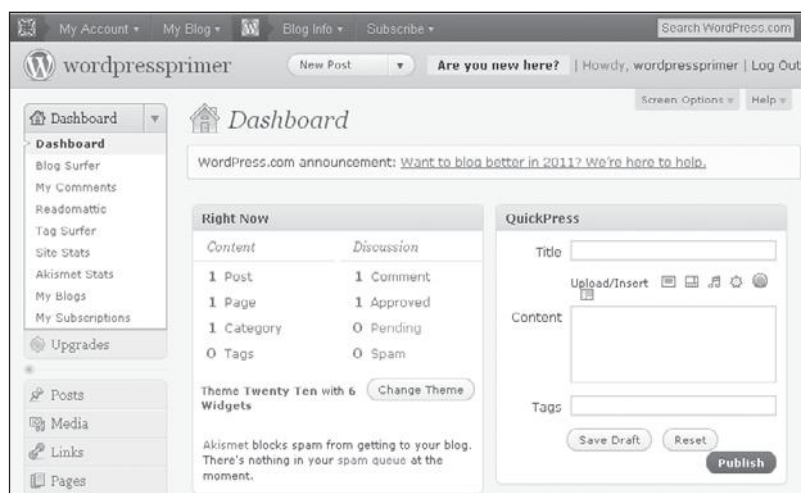 My Account My Blog Blog Info Subscribe Search WordPress.com
wordpressprimer New Post Are you new here? | Howdy, wordpressprimer | Log Out
Screen Options Help
Dashboard
Dashboard
Blog Surfer
My Comments
Readomattic
Tag Surfer
Site Stats
Akismet Stats
My Blogs
My Subscriptions
Upgrades
Posts
Media
Links
Pages
Dashboard
WordPress.com announcement: Want to blog better in 2011? We're here to help.
Right Now
Content Discussion
1 Post 1 Comment
1 Page 1 Approved
1 Category 0 Pending
0 Tags 0 Spam
Theme Twenty Ten with 6 Change Theme
Widgets
Akismet blocks spam from getting to your blog.
There's nothing in your spam queue at the
moment.
QuickPress
Title
Upload/Insert
Content
Tags
Save Draft Reset
Publish